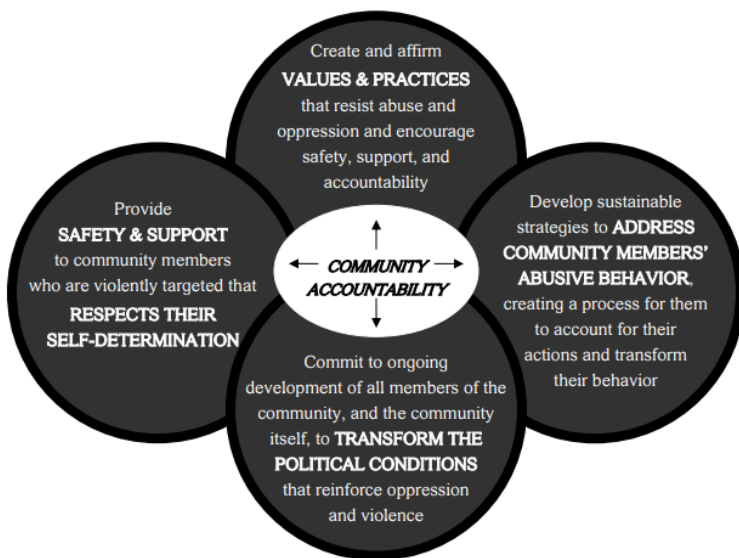 Create and affirm
VALUES & PRACTICES
that resist abuse and
oppression and encourage
safety, support, and
accountability
Provide
SAFETY & SUPPORT
to community members
who are violently targeted that
RESPECTS THEIR
SELF-DETERMINATION
COMMUNITY
ACCOUNTABILITY
Develop sustainable
strategies to ADDRESS
COMMUNITY MEMBERS’
ABUSIVE BEHAVIOR,
creating a process for them
to account for their
actions and transform
their behavior
Commit to ongoing
development of all members of the
community, and the community
itself, to TRANSFORM THE
POLITICAL CONDITIONS
that reinforce oppression
and violence